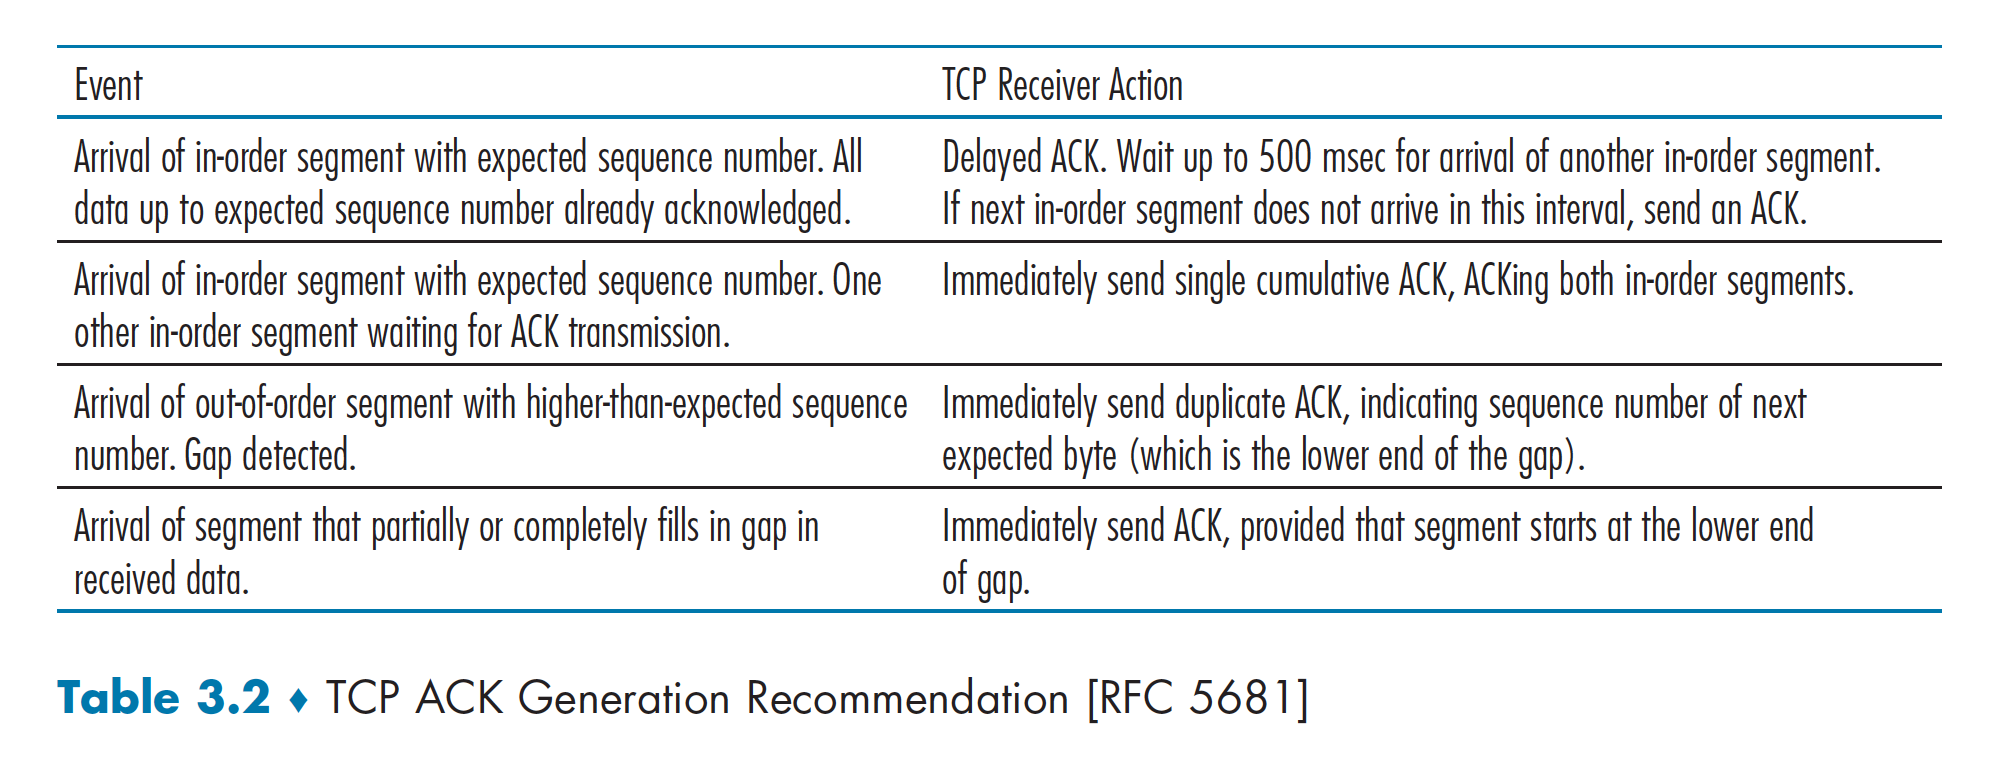 Event
TCP Receiver Action
Arrival of in-order segment with expected sequence number. All
data up to expected sequence number already acknowledged.
Delayed ACK. Wait up to 500 msec for arrival of another in-order segment.
If next in-order segment does not arrive in this interval, send an ACK.
Arrival of in-order segment with expected sequence number. One
other in-order segment waiting for ACK transmission.
Immediately send single cumulative ACK, ACKing both in-order segments.
Arrival of out-of-order segment with higher-than-expected sequence
number. Gap detected.
Immediately send duplicate ACK, indicating sequence number of next
expected byte (which is the lower end of the gap).
Arrival of segment that partially or completely fills in gap in
received data.
Immediately send ACK, provided that segment starts at the lower end
of gap.
Table 3.2 ♦ TCP ACK Generation Recommendation [RFC 5681]